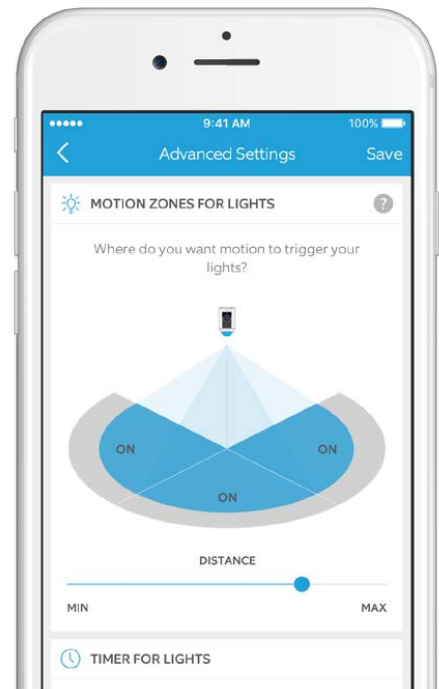 9:41 AM
100%
Advanced Settings
Save
MOTION ZONES FOR LIGHTS
?
Where do you want motion to trigger your
lights?
ON
ON
ON
DISTANCE
MIN
MAX
TIMER FOR LIGHTS